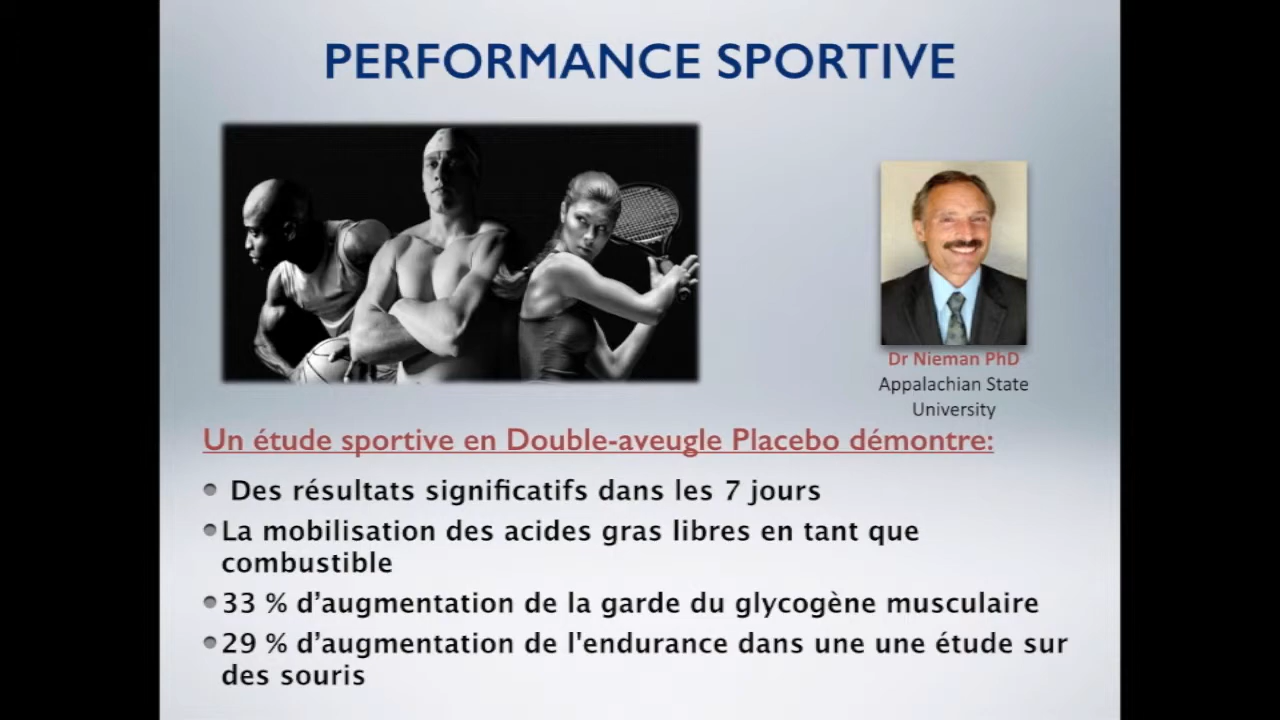 PERFORMANCE SPORTIVE
Dr Nieman PhD
Appalachian State
University
Un étude sportive en Double-aveugle Placebo démontre:
Des résultats significatifs dans les 7 jours
La mobilisation des acides gras libres en tant que
combustible
33 % d’augmentation de la garde du glycogène musculaire
29 % d’augmentation de l'endurance dans une une étude sur
des souris